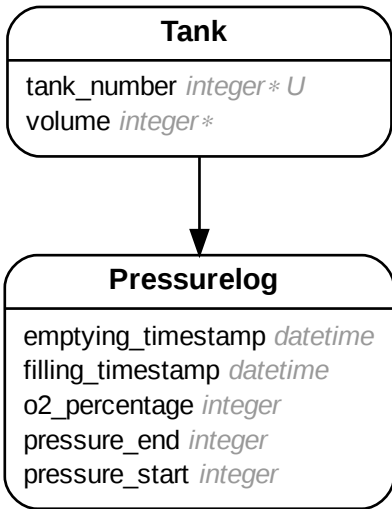 Tank
tank_number integer∗ U
volume integer∗
Pressurelog
emptying_timestamp datetime
filling_timestamp datetime
o2_percentage integer
pressure_end integer
pressure_start integer